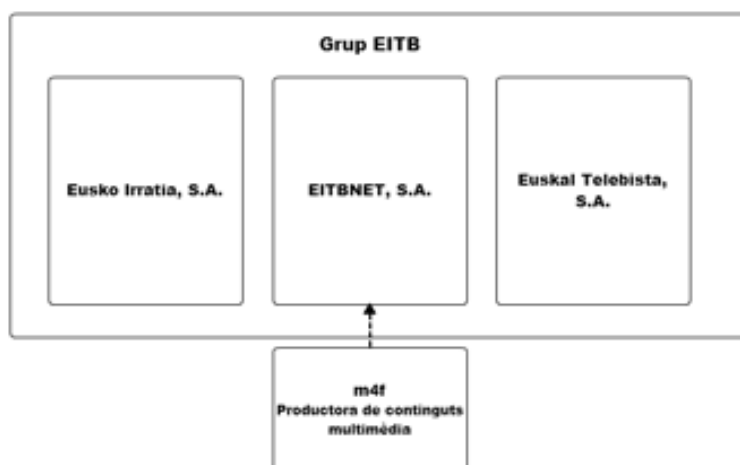 Grup EITB
Eusko Irratia, S.A.
EITBNET, S.A.
Euskal Telebista,
S.A.
m4f
Productora de continguts
multimèdia